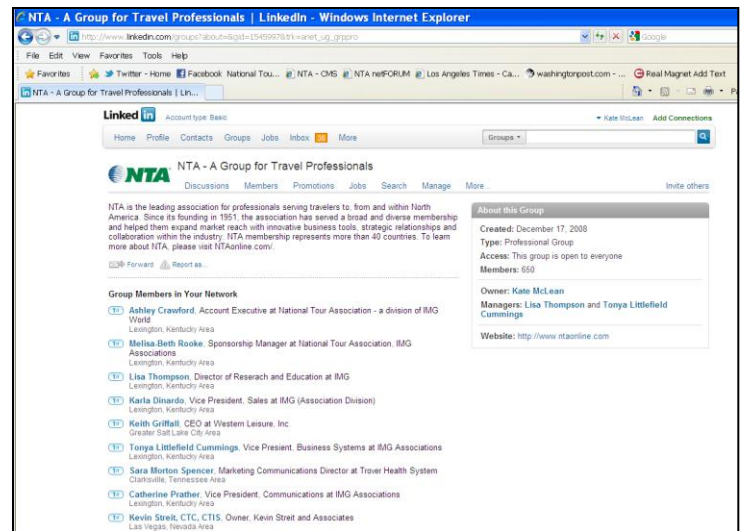 NTA - A Group for Travel Professionals | LinkedIn - Windows Internet Explorer
http://www.linkedin.com/groups?about=&gid=1545997&trk=anet_ug_grppro
Google
File Edit View Favorites Tools Help
Favorites Twitter - Home Facebook National Tou... NTA - CMS NTA netFORUM Los Angeles Times - Ca... washingtonpost.com - ... Real Magnet Add Text
NTA - A Group for Travel Professionals | Lin...
Linked in Account type: Basic
Kate McLean Add Connections
Home Profile Contacts Groups Jobs Inbox More
Groups
NTA
NTA - A Group for Travel Professionals
Discussions Members Promotions Jobs Search Manage More...
Invite others
NTA is the leading association for professionals serving travelers to, from and within North
America. Since its founding in 1951, the association has served a broad and diverse membership
and helped them expand market reach with innovative business tools, strategic relationships and
collaboration within the industry. NTA membership represents more than 40 countries. To learn
more about NTA, please visit NTAonline.com/.
Forward Report as...
About this Group
Created: December 17, 2008
Type: Professional Group
Access: This group is open to everyone
Members: 650
Owner: Kate McLean
Managers: Lisa Thompson and Tonya Littlefield
Cummings
Website: http://www.ntaonline.com
Group Members in Your Network
Ashley Crawford, Account Executive at National Tour Association - a division of IMG
World
Lexington, Kentucky Area
Melisa Beth Rooke, Sponsorship Manager at National Tour Association, IMG
Associations
Lexington, Kentucky Area
Lisa Thompson, Director of Reserach and Education at IMG
Lexington, Kentucky Area
Karla Dinardo, Vice President, Sales at IMG (Association Division)
Lexington, Kentucky Area
Keith Griffall, CEO at Western Leisure, Inc.
Greater Salt Lake City Area
Tonya Littlefield Cummings, Vice Presient, Business Systems at IMG Associations
Lexington, Kentucky Area
Sara Morton Spencer, Marketing Communications Director at Trover Health System
Clarksville, Tennessee Area
Catherine Prather, Vice President, Communications at IMG Associations
Lexington, Kentucky Area
Kevin Streit, CTC, CTIS, Owner, Kevin Streit and Associates
Las Vegas, Nevada Area